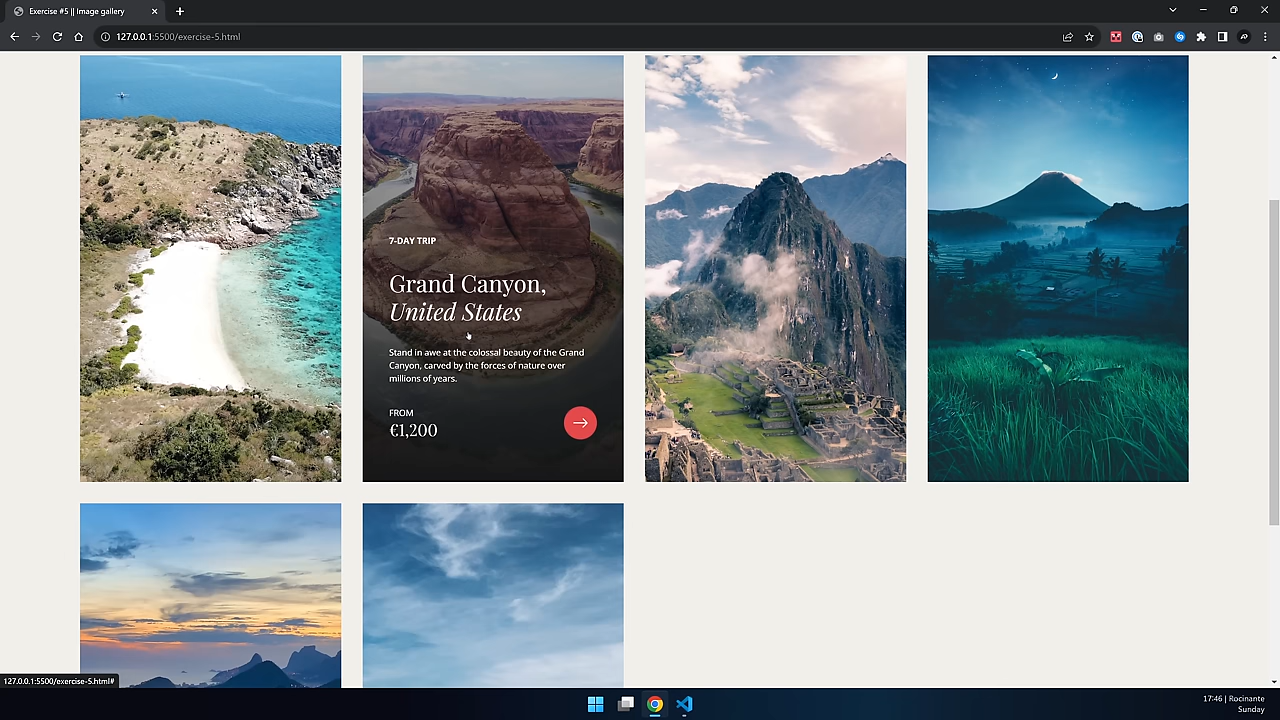 Exercise #5 || Image gallery
127.0.0.1:5500/exercise-5.html
7-DAY TRIP
Grand Canyon,
United States
Stand in awe at the colossal beauty of the Grand
Canyon, carved by the forces of nature over
millions of years.
FROM
€1,200
127.0.0.1:5500/exercise-5.html#
17:46 | Rocinante
Sunday